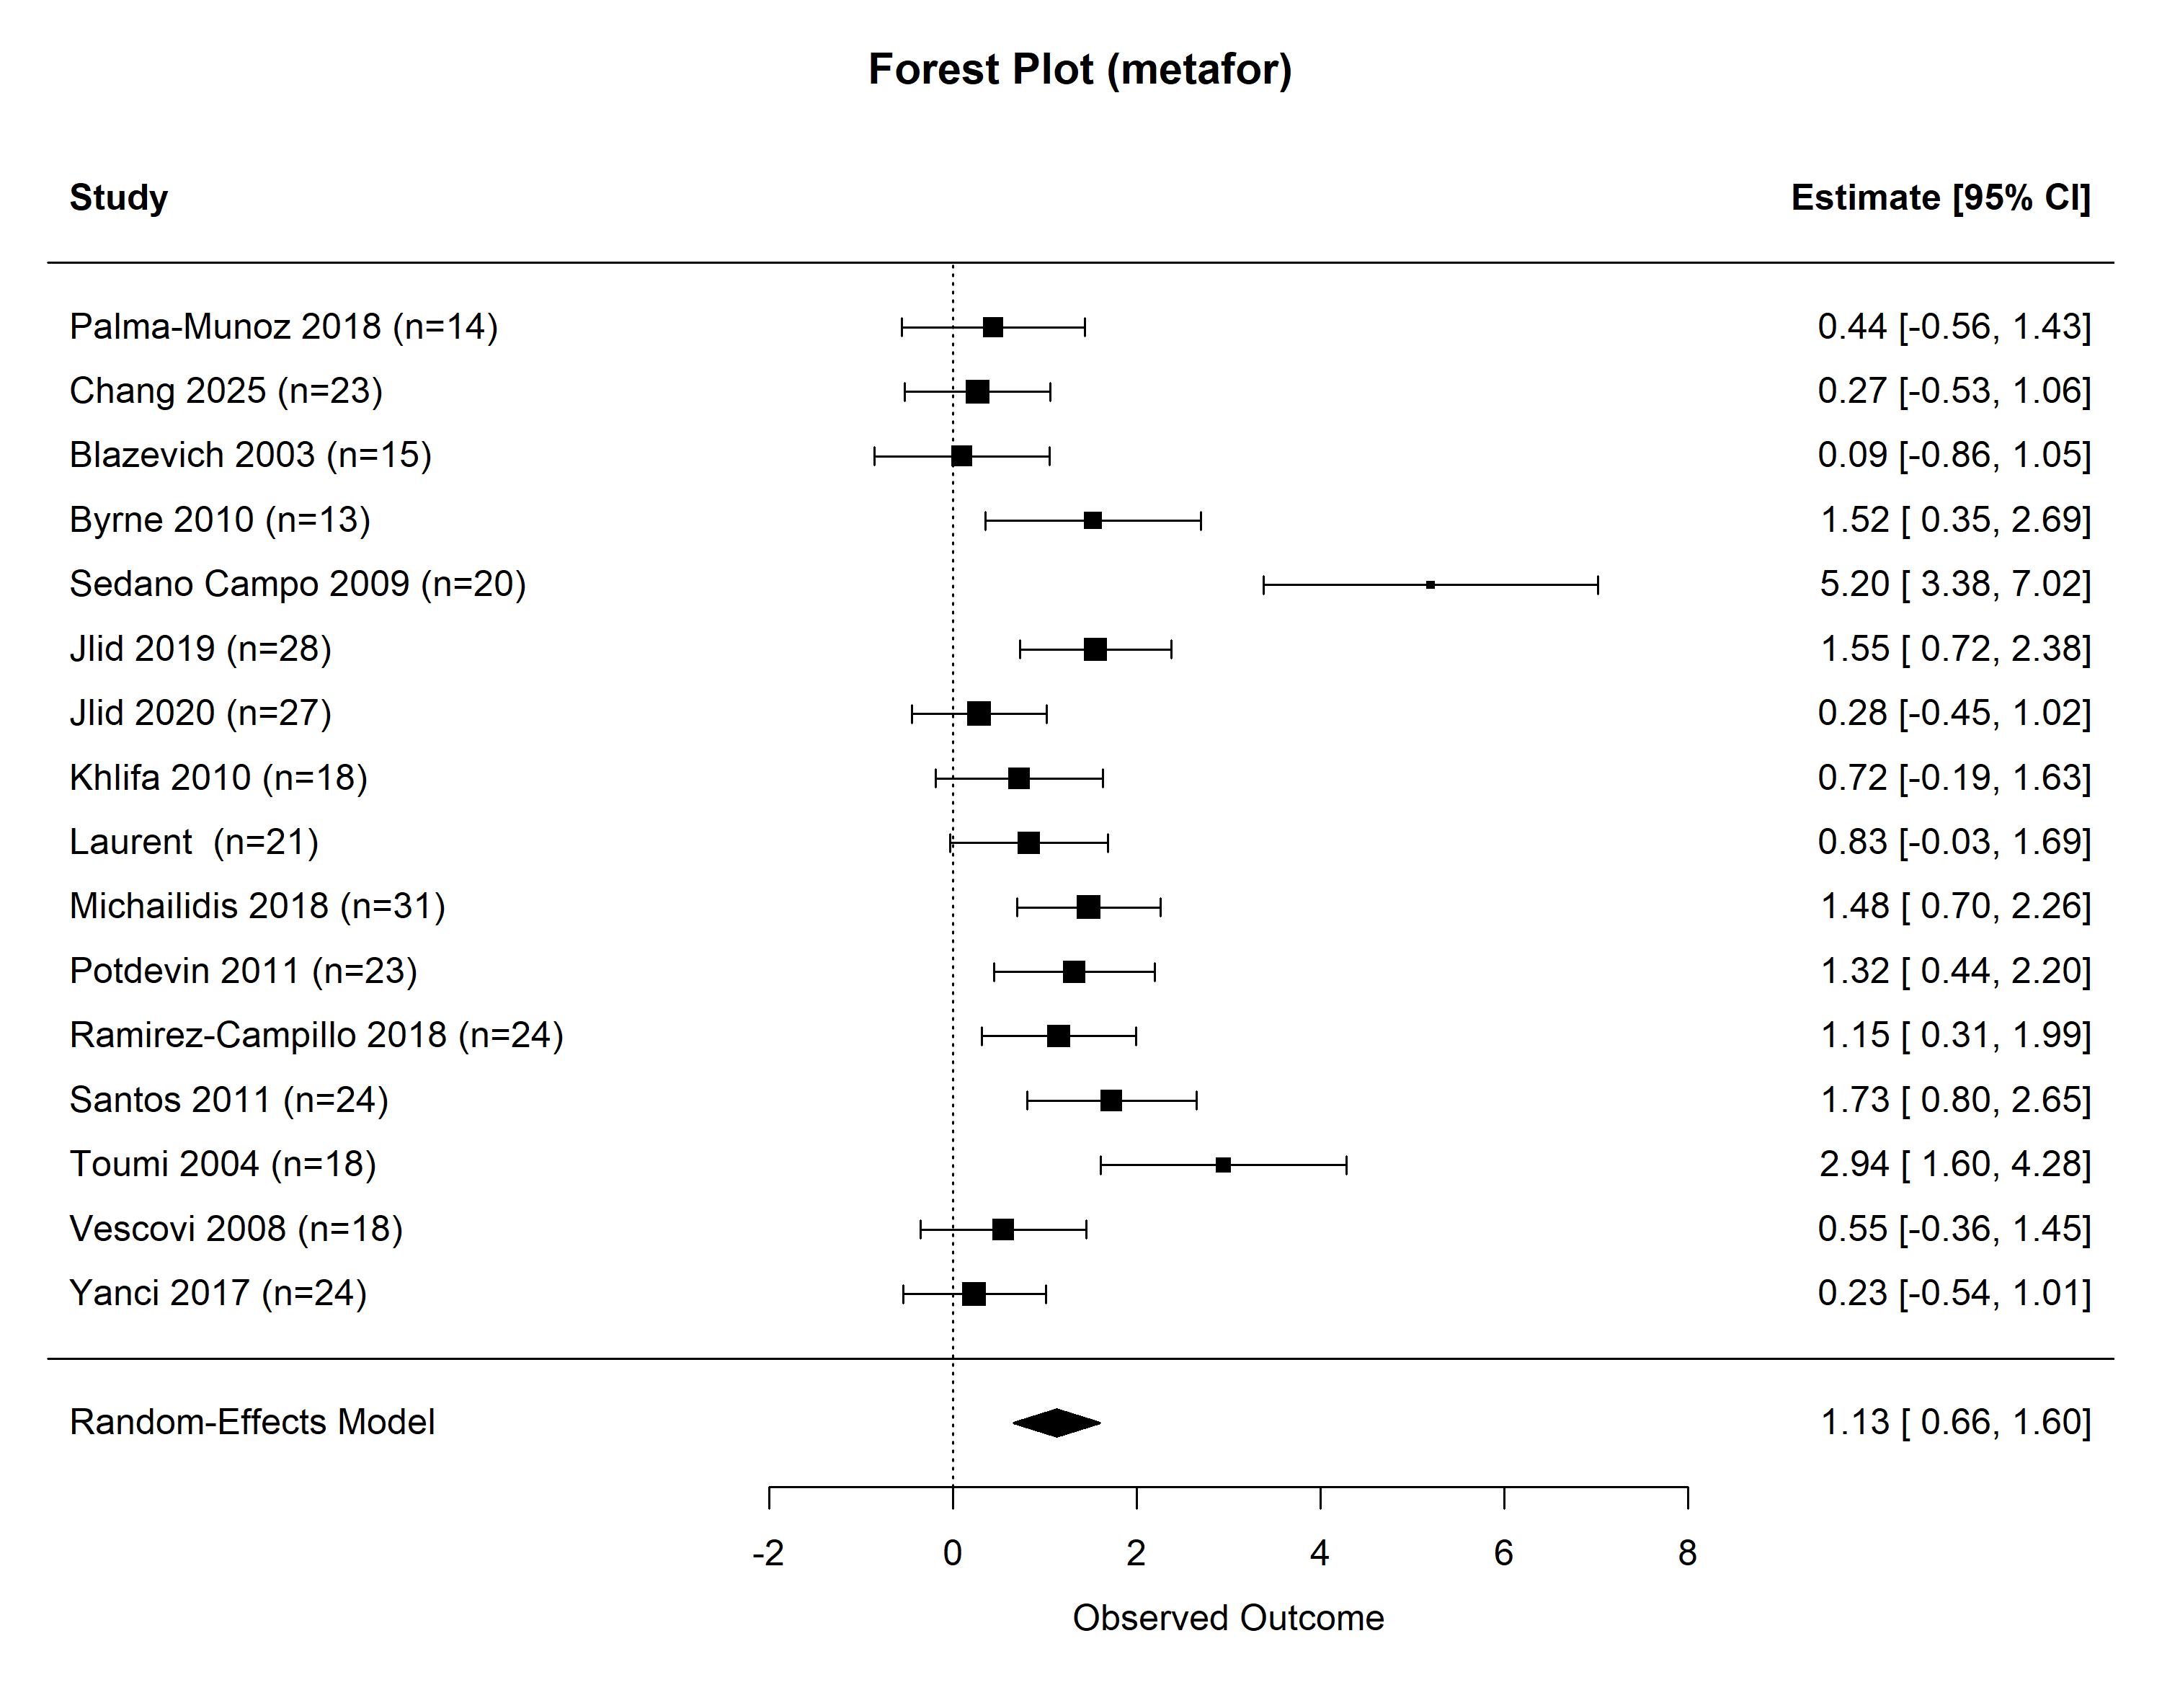 Forest Plot (metafor)
Study Estimate [95% CI]
Palma-Munoz 2018 (n=14) 0.44 [-0.56, 1.43]
Chang 2025 (n=23) 0.27 [-0.53, 1.06]
Blazevich 2003 (n=15) 0.09 [-0.86, 1.05]
Byrne 2010 (n=13) 1.52 [ 0.35, 2.69]
Sedano Campo 2009 (n=20) 5.20 [ 3.38, 7.02]
Jlid 2019 (n=28) 1.55 [ 0.72, 2.38]
Jlid 2020 (n=27) 0.28 [-0.45, 1.02]
Khlifa 2010 (n=18) 0.72 [-0.19, 1.63]
Laurent  (n=21) 0.83 [-0.03, 1.69]
Michailidis 2018 (n=31) 1.48 [ 0.70, 2.26]
Potdevin 2011 (n=23) 1.32 [ 0.44, 2.20]
Ramirez-Campillo 2018 (n=24) 1.15 [ 0.31, 1.99]
Santos 2011 (n=24) 1.73 [ 0.80, 2.65]
Toumi 2004 (n=18) 2.94 [ 1.60, 4.28]
Vescovi 2008 (n=18) 0.55 [-0.36, 1.45]
Yanci 2017 (n=24) 0.23 [-0.54, 1.01]
Random-Effects Model 1.13 [ 0.66, 1.60]
-2 0 2 4 6 8
Observed Outcome